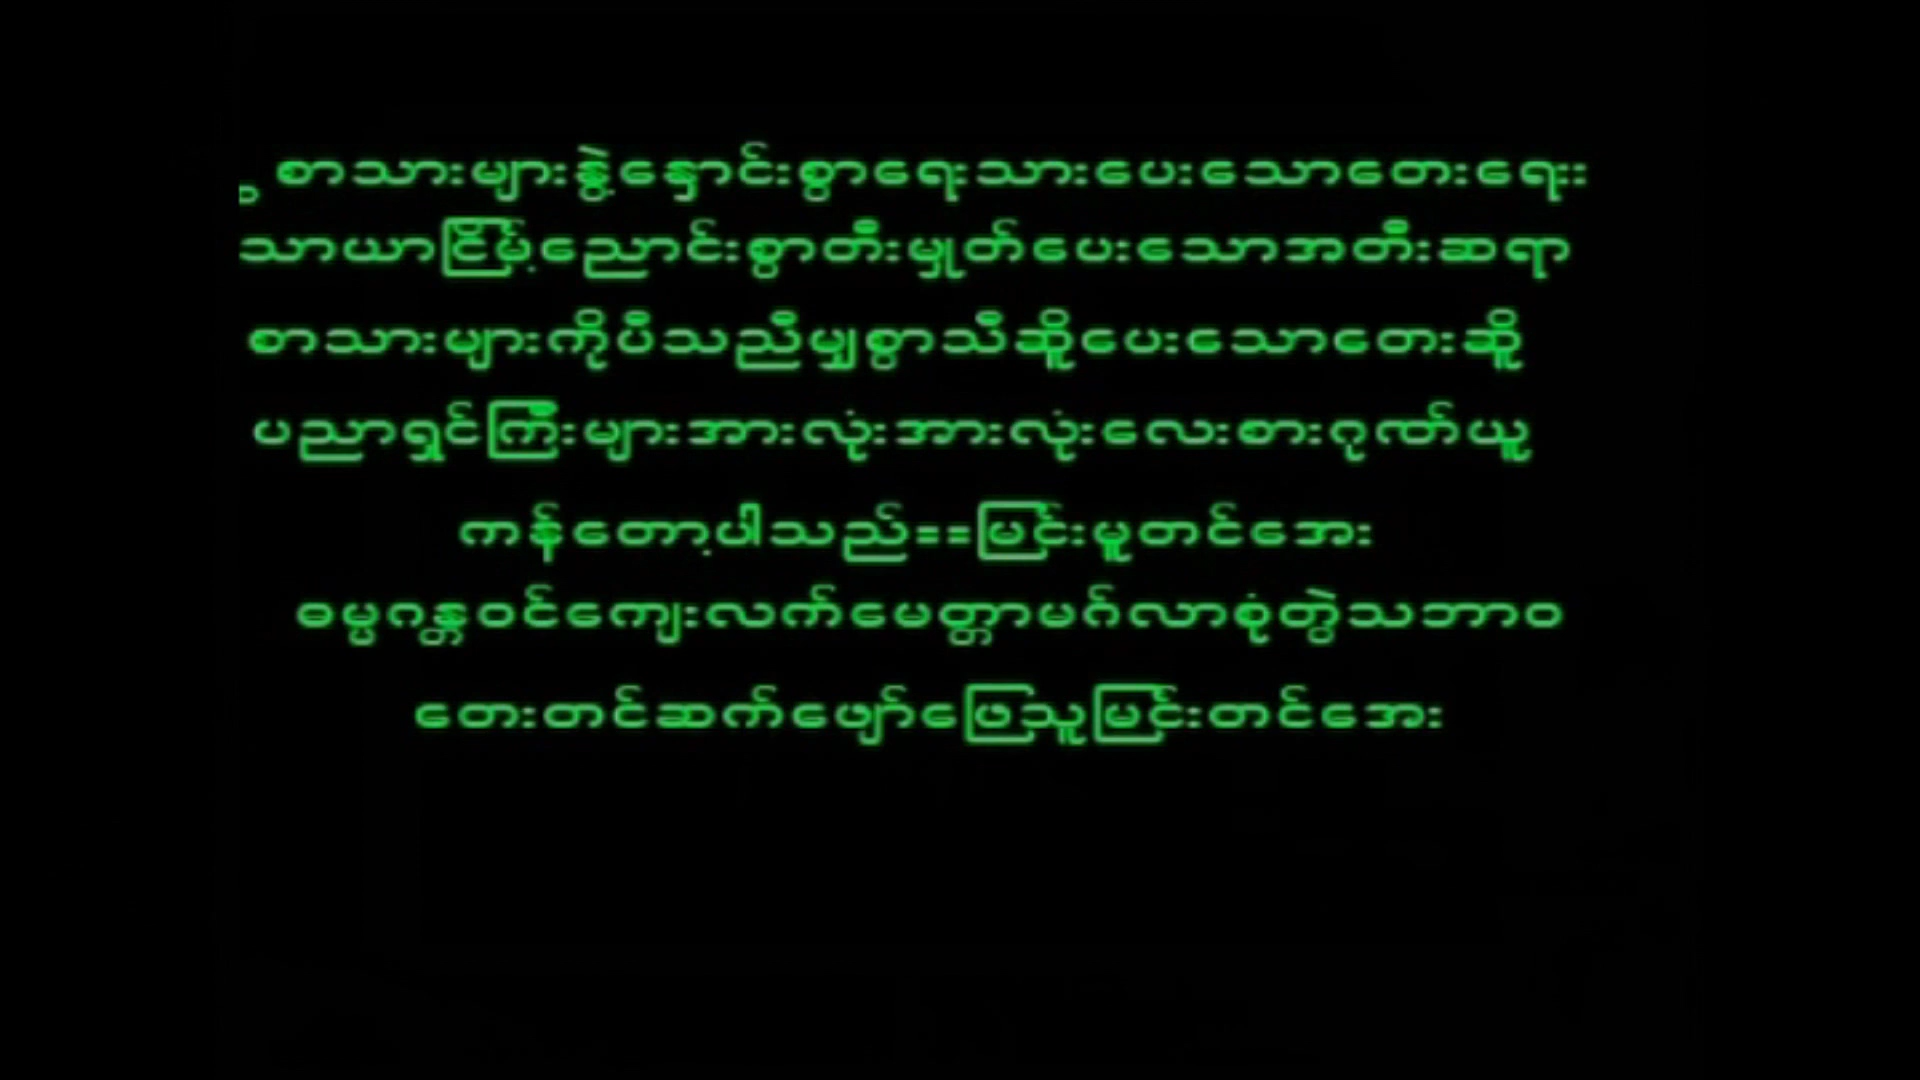 စာသားများနွဲ့နှောင်းစွာရေးသားပေးသောတေးရေးး
သာယာငြိမ့်ညောင်းစွာတီးမှုတ်ပေးသောအတီးဆရာ
စာသားများကိုပီသညီမျှစွာသီဆိုပေးသောတေးဆို
ပညာရှင်ကြီးများအားလုံးအားလုံးလေးစားဂုဏ်ယူ
ကန်တော့ပါသည်==မြင်းမူတင်အေး
ဓမ္မဂန္တဝင်ကျေးလက်မေတ္တာမင်္ဂလာစုံတွဲသဘာဝ
တေးတင်ဆက်ဖျော်ဖြေသူမြင်းတင်အေး